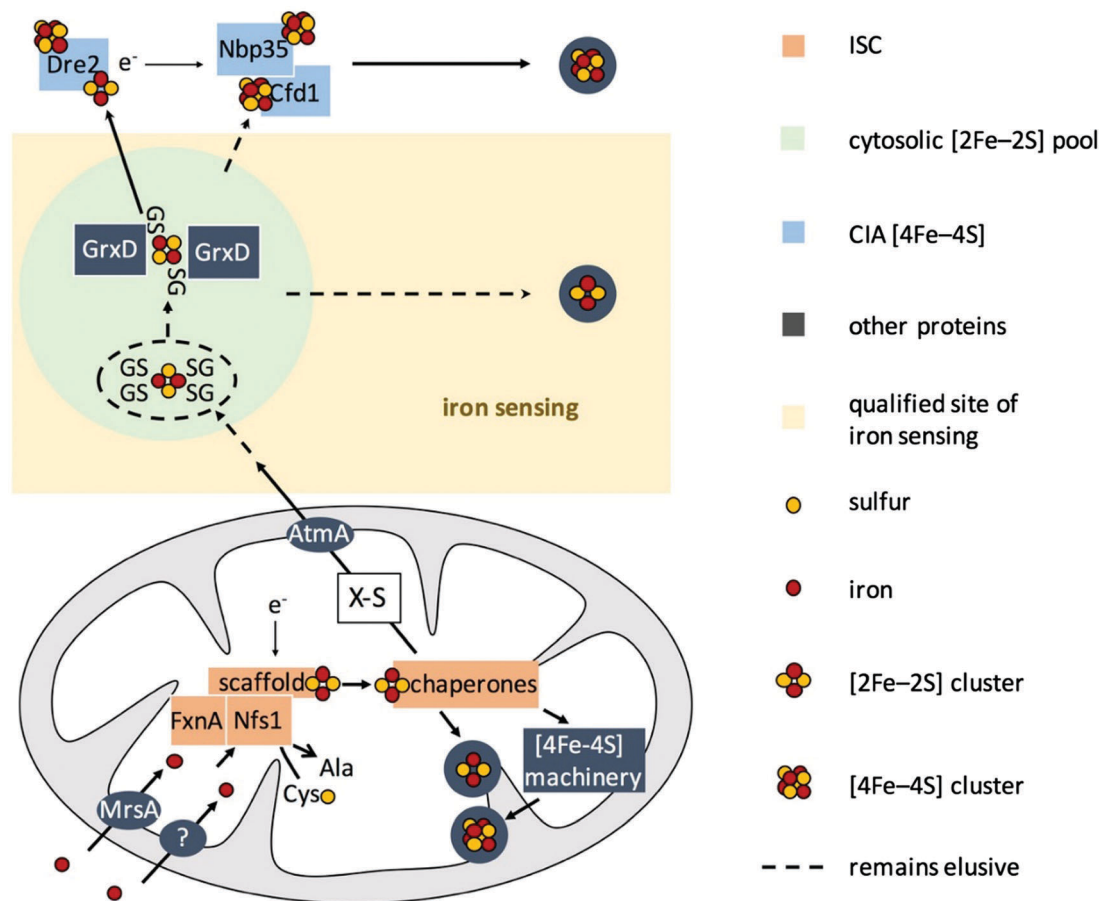 Dre2
e-
Nbp35
Cfd1
GS
GrxD
GrxD
SG
GS SG
GS SG
iron sensing
AtmA
X-S
e-
scaffold
chaperones
FxnA
Nfs1
[4Fe-4S]
machinery
Ala
Cys
MrsA
?
ISC
cytosolic [2Fe–2S] pool
CIA [4Fe–4S]
other proteins
qualified site of
iron sensing
sulfur
iron
[2Fe–2S] cluster
[4Fe–4S] cluster
remains elusive